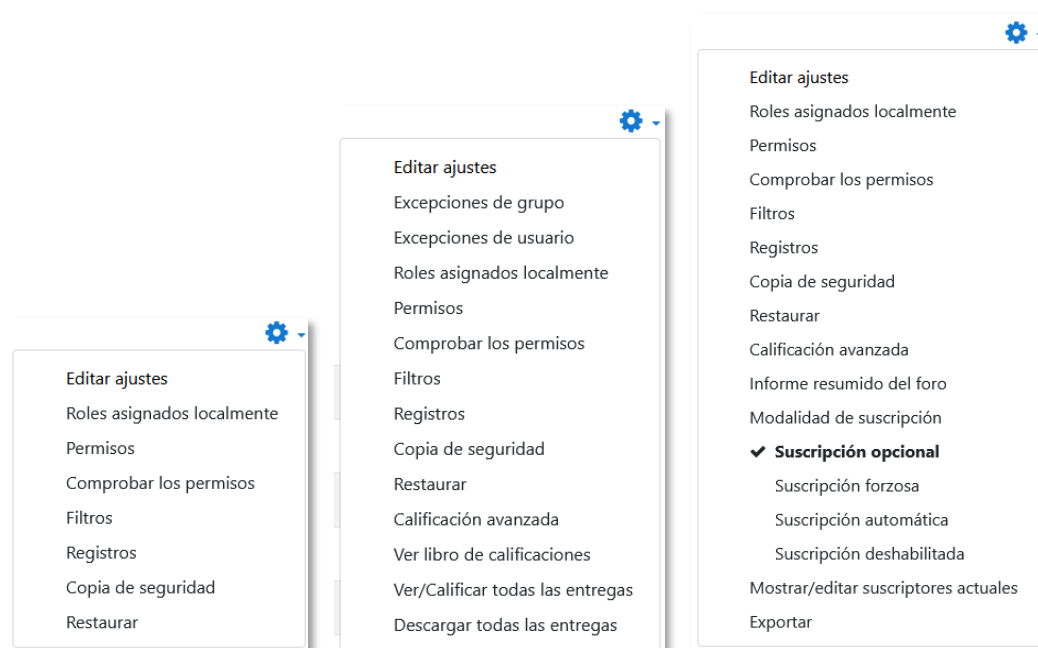 Editar ajustes
Roles asignados localmente
Permisos
Comprobar los permisos
Filtros
Registros
Copia de seguridad
Restaurar
Editar ajustes
Excepciones de grupo
Excepciones de usuario
Roles asignados localmente
Permisos
Comprobar los permisos
Filtros
Registros
Copia de seguridad
Restaurar
Calificación avanzada
Ver libro de calificaciones
Ver/Calificar todas las entregas
Descargar todas las entregas
Editar ajustes
Roles asignados localmente
Permisos
Comprobar los permisos
Filtros
Registros
Copia de seguridad
Restaurar
Calificación avanzada
Informe resumido del foro
Modalidad de suscripción
Suscripción opcional
Suscripción forzosa
Suscripción automática
Suscripción deshabilitada
Mostrar/editar suscriptores actuales
Exportar